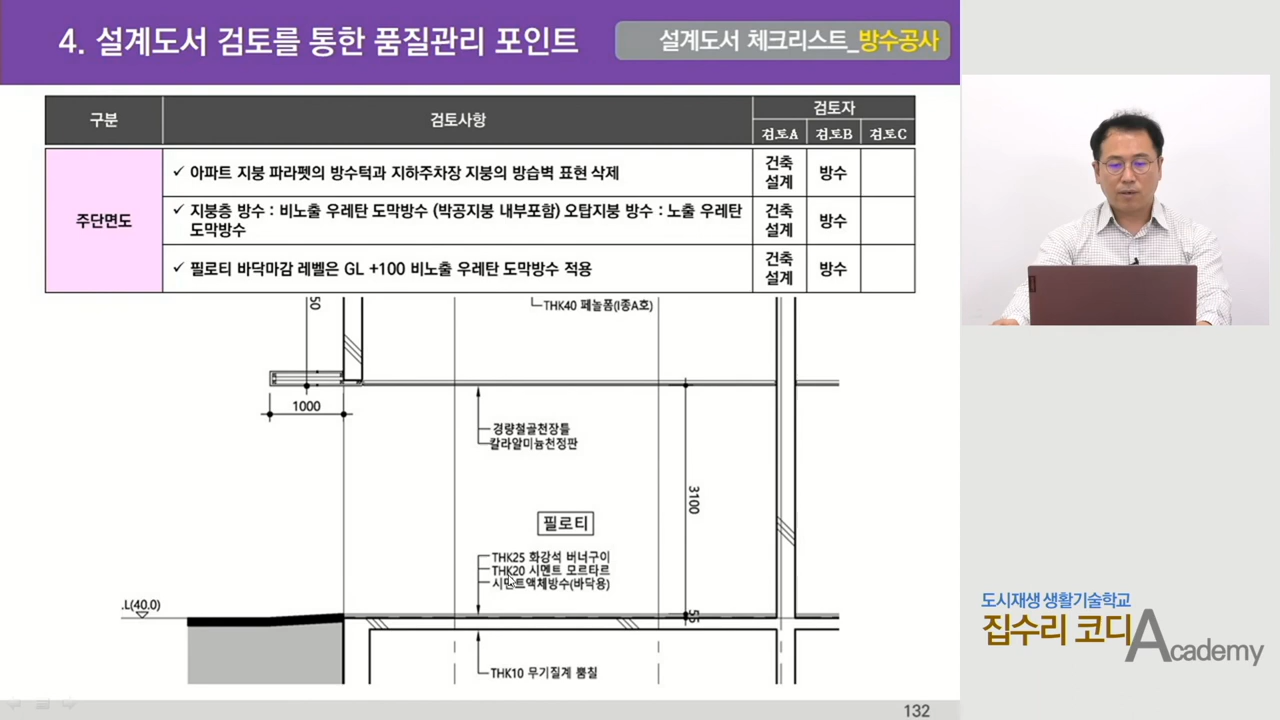 4. 설계도서 검토를 통한 품질관리 포인트
설계도서 체크리스트_방수공사
구분
검토사항
검토자
검토A
검토B
검토C
주단면도
✓ 아파트 지붕 파라펫의 방수턱과 지하주차장 지붕의 방습벽 표현 삭제
건축
설계
방수
✓ 지붕층 방수 : 비노출 우레탄 도막방수 (박공지붕 내부포함) 오탑지붕 방수 : 노출 우레탄
도막방수
건축
설계
방수
✓ 필로티 바닥마감 레벨은 GL +100 비노출 우레탄 도막방수 적용
건축
설계
방수
50
THK40 페놀폼(I종A호)
1000
경량철골천장틀
칼라알미늄천정판
3100
필로티
THK25 화강석 버너구이
THK20 시멘트 모르타르
시멘트액체방수(바닥용)
.L(40.0)
55
THK10 무기질계 뿜칠
도시재생 생활기술학교
집수리 코디
Academy
132